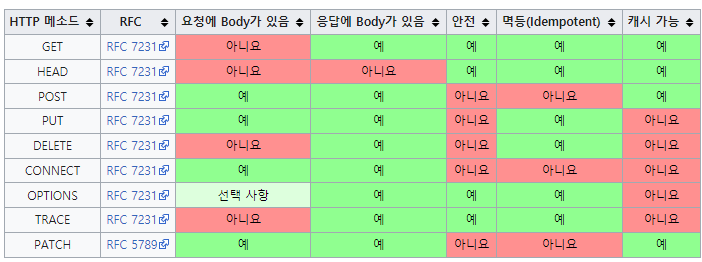 HTTP 메소드 RFC 요청에 Body가 있음 응답에 Body가 있음 안전 멱등(Idempotent) 캐시 가능
GET RFC 7231 아니요 예 예 예 예
HEAD RFC 7231 아니요 아니요 예 예 예
POST RFC 7231 예 예 아니요 아니요 예
PUT RFC 7231 예 예 아니요 예 아니요
DELETE RFC 7231 아니요 예 아니요 예 아니요
CONNECT RFC 7231 예 예 아니요 아니요 아니요
OPTIONS RFC 7231 선택 사항 예 예 예 아니요
TRACE RFC 7231 아니요 예 예 예 아니요
PATCH RFC 5789 예 예 아니요 아니요 예